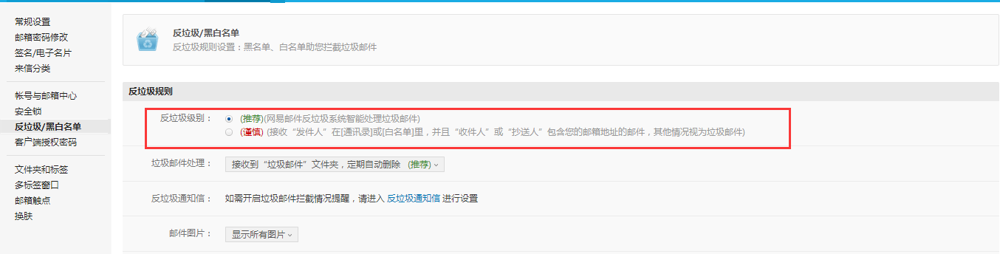 常规设置
邮箱密码修改
签名/电子名片
来信分类
帐号与邮箱中心
安全锁
反垃圾/黑白名单
客户端授权密码
文件夹和标签
多标签窗口
邮箱触点
换肤
反垃圾/黑白名单
反垃圾规则设置：黑名单、白名单助您拦截垃圾邮件
反垃圾规则
反垃圾级别： (推荐)(网易邮件反垃圾系统智能处理垃圾邮件)
(谨慎) (接收“发件人”在[通讯录]或[白名单]里，并且“收件人”或“抄送人”包含您的邮箱地址的邮件，其他情况视为垃圾邮件)
垃圾邮件处理： 接收到“垃圾邮件”文件夹，定期自动删除 (推荐)
反垃圾通知信： 如需开启垃圾邮件拦截情况提醒，请进入 反垃圾通知信 进行设置
邮件图片： 显示所有图片